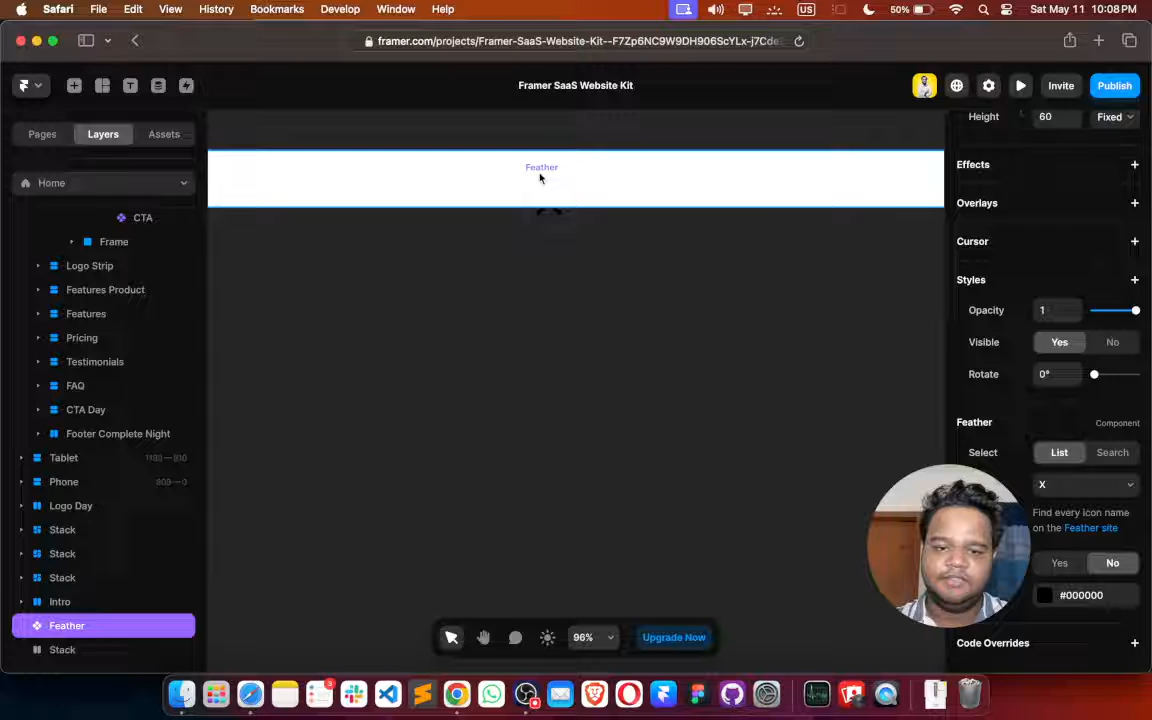 Safari File Edit View History Bookmarks Develop Window Help US 50% Sat May 11 10:08 PM
framer.com/projects/Framer-SaaS-Website-Kit--F7Zp6NC9W9DH906ScYLx-j7Cde
Framer SaaS Website Kit
Invite
Publish
Pages
Layers
Assets
Home
CTA
Frame
Logo Strip
Features Product
Features
Pricing
Testimonials
FAQ
CTA Day
Footer Complete Night
Tablet
Phone 809—0
Logo Day
Stack
Stack
Stack
Intro
Feather
Stack
Feather
96%
Upgrade Now
Height 60 Fixed
Effects
Overlays
Cursor
Styles
Opacity 1
Visible Yes No
Rotate 0°
Feather Component
Select List Search
X
Find every icon name
on the Feather site
Yes No
#000000
Code Overrides
3